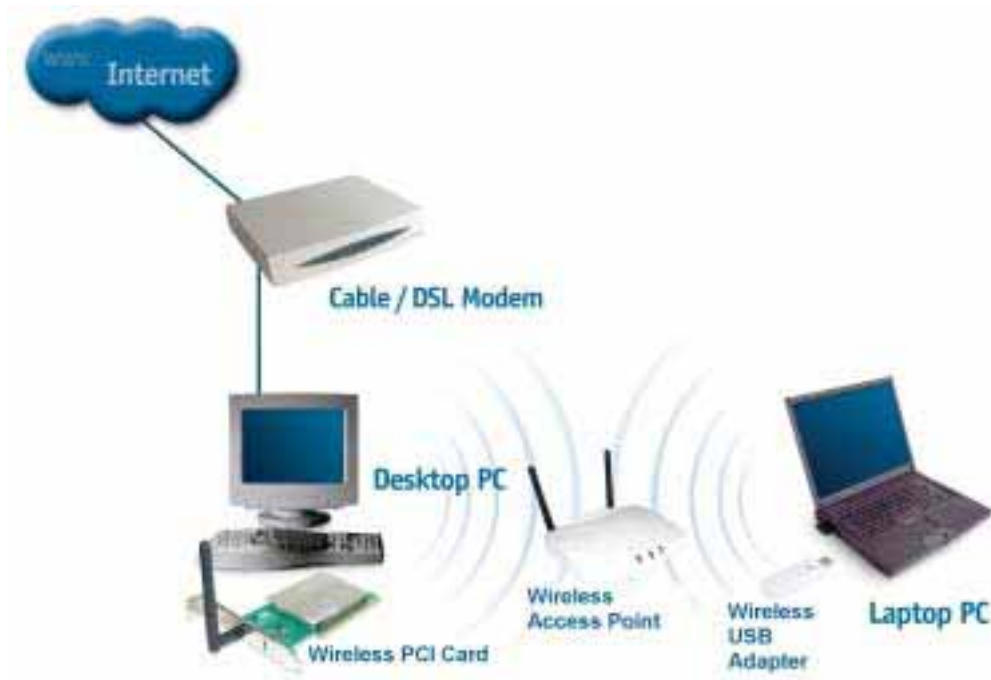 www
Internet
Cable / DSL Modem
Desktop PC
Wireless
Access Point
Wireless
USB
Adapter
Laptop PC
Wireless PCI Card